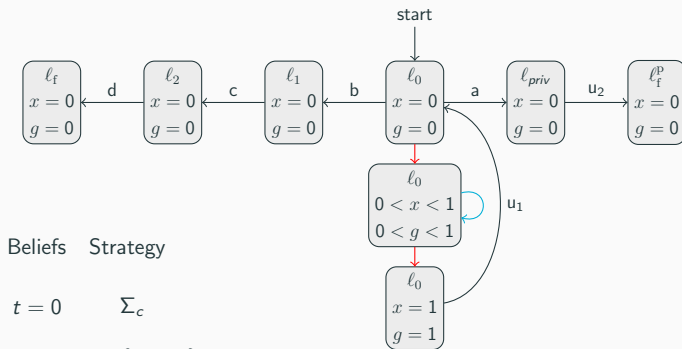 start
ℓf
x = 0
g = 0
d
ℓ2
x = 0
g = 0
c
ℓ1
x = 0
g = 0
b
ℓ0
x = 0
g = 0
a
ℓpriv
x = 0
g = 0
u2
ℓfp
x = 0
g = 0
ℓ0
0 < x < 1
0 < g < 1
u1
ℓ0
x = 1
g = 1
Beliefs Strategy
t = 0 Σc